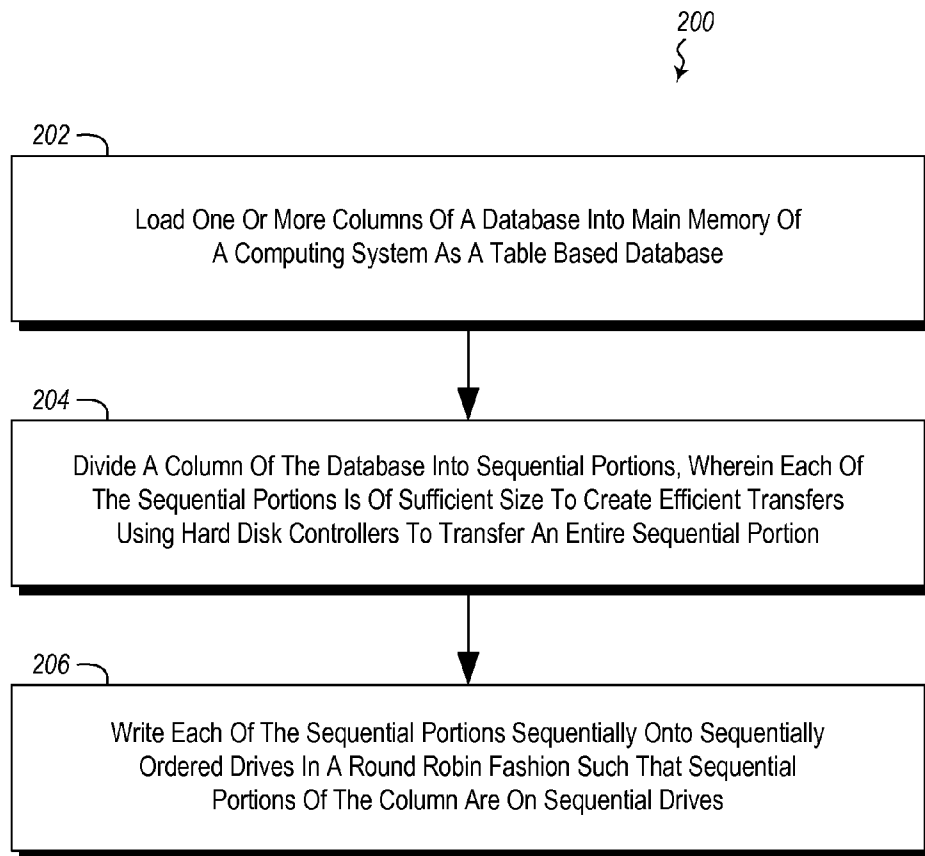 200
202
Load One Or More Columns Of A Database Into Main Memory Of
A Computing System As A Table Based Database
204
Divide A Column Of The Database Into Sequential Portions, Wherein Each Of
The Sequential Portions Is Of Sufficient Size To Create Efficient Transfers
Using Hard Disk Controllers To Transfer An Entire Sequential Portion
206
Write Each Of The Sequential Portions Sequentially Onto Sequentially
Ordered Drives In A Round Robin Fashion Such That Sequential
Portions Of The Column Are On Sequential Drives